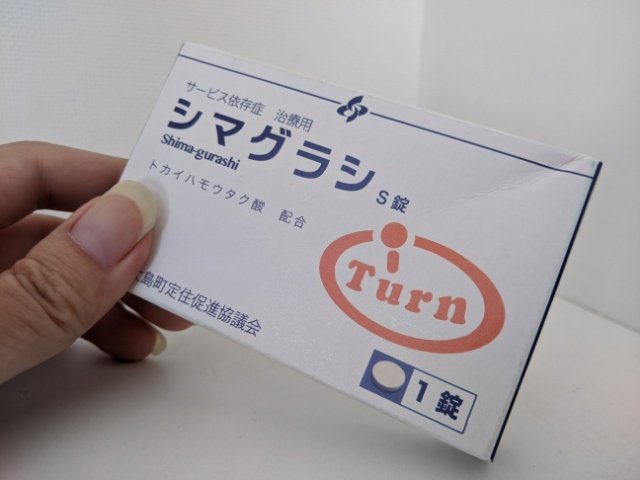 サービス依存症 治療用
シマグラシ S錠
Shima-gurashi
トカイハモウタク酸 配合
Turn
島町定住促進協議会
1錠